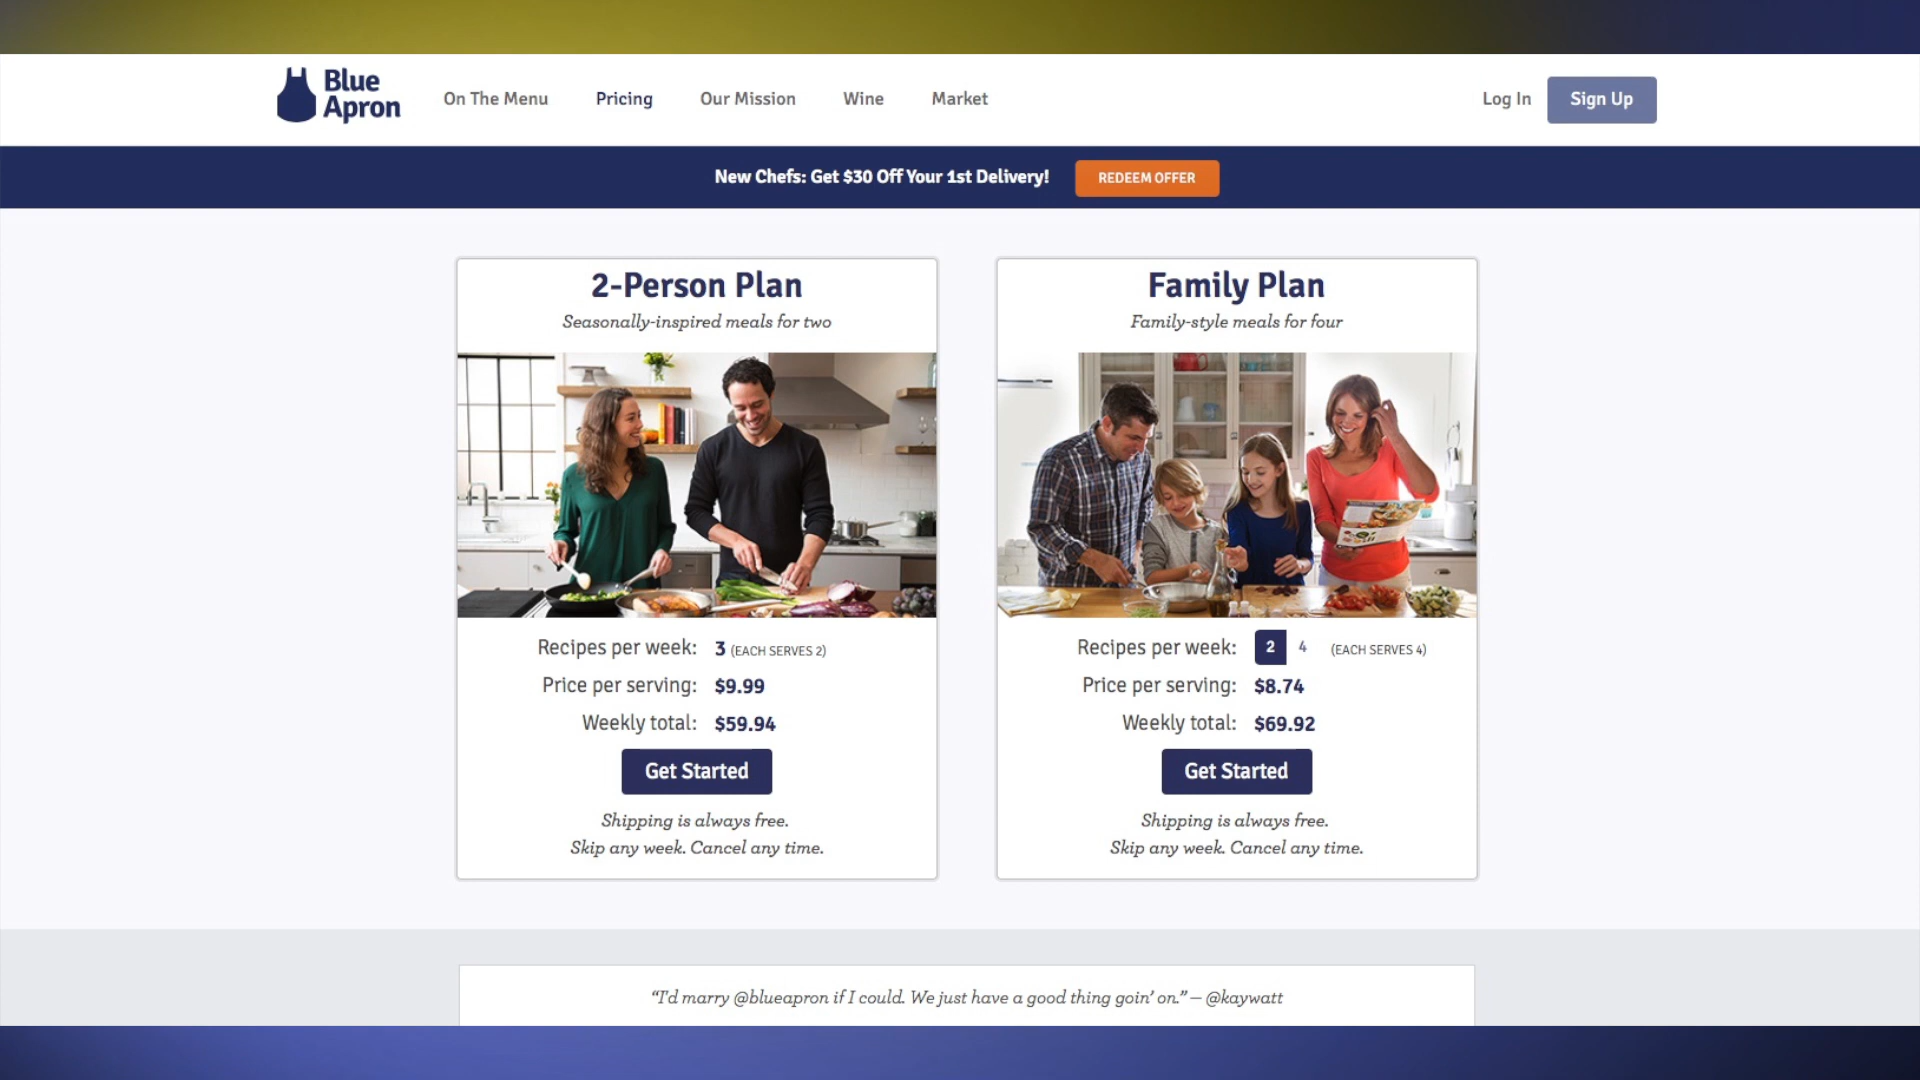 Blue
Apron
On The Menu
Pricing
Our Mission
Wine
Market
Log In
Sign Up
New Chefs: Get $30 Off Your 1st Delivery!
REDEEM OFFER
2-Person Plan
Seasonally-inspired meals for two
Recipes per week: 3 (EACH SERVES 2)
Price per serving: $9.99
Weekly total: $59.94
Get Started
Shipping is always free.
Skip any week. Cancel any time.
Family Plan
Family-style meals for four
Recipes per week: 2 4 (EACH SERVES 4)
Price per serving: $8.74
Weekly total: $69.92
Get Started
Shipping is always free.
Skip any week. Cancel any time.
“I’d marry @blueapron if I could. We just have a good thing goin’ on.” – @kaywatt